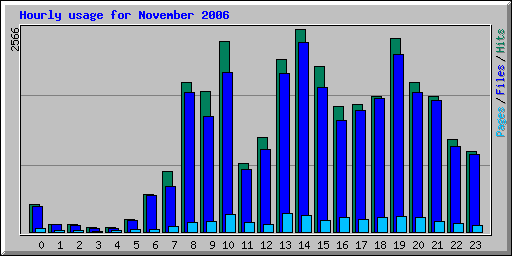 Hourly usage for November 2006
2566
Pages / Files / Hits
0 1 2 3 4 5 6 7 8 9 10 11 12 13 14 15 16 17 18 19 20 21 22 23